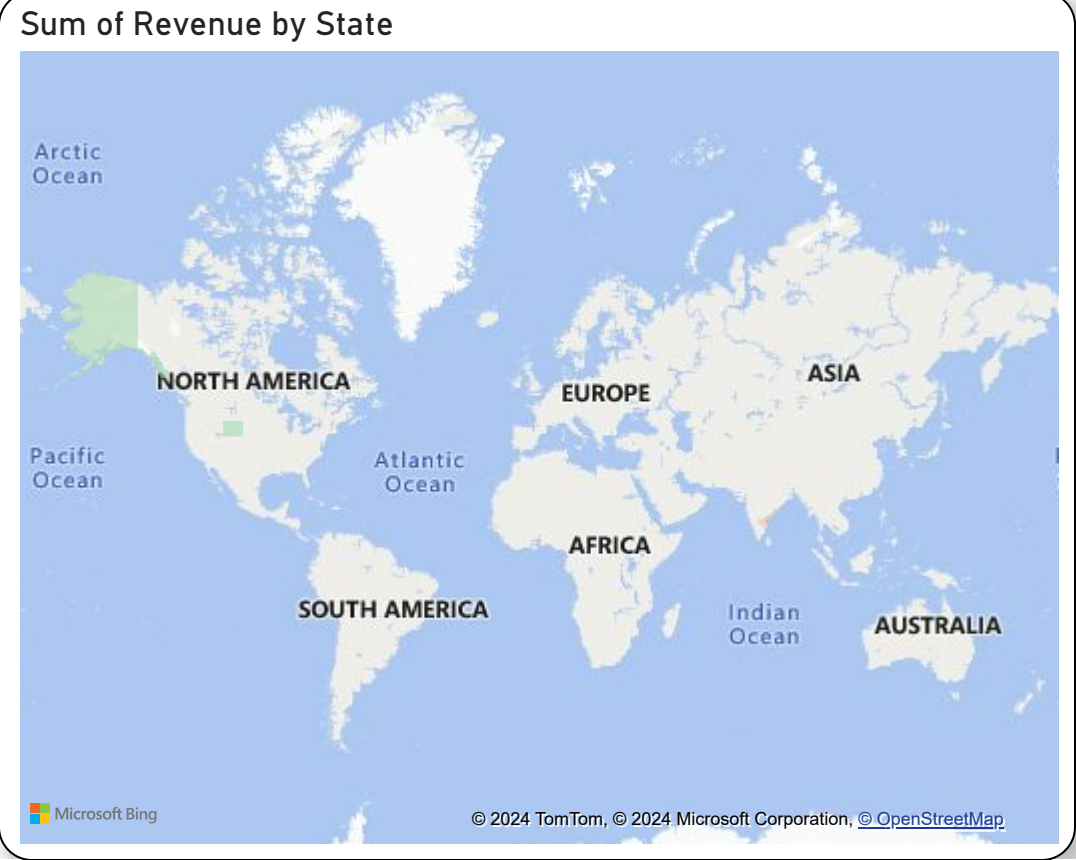 Sum of Revenue by State
Arctic
Ocean
NORTH AMERICA
EUROPE
ASIA
Pacific
Ocean
Atlantic
Ocean
AFRICA
SOUTH AMERICA
Indian
Ocean
AUSTRALIA
Microsoft Bing
© 2024 TomTom, © 2024 Microsoft Corporation, © OpenStreetMap